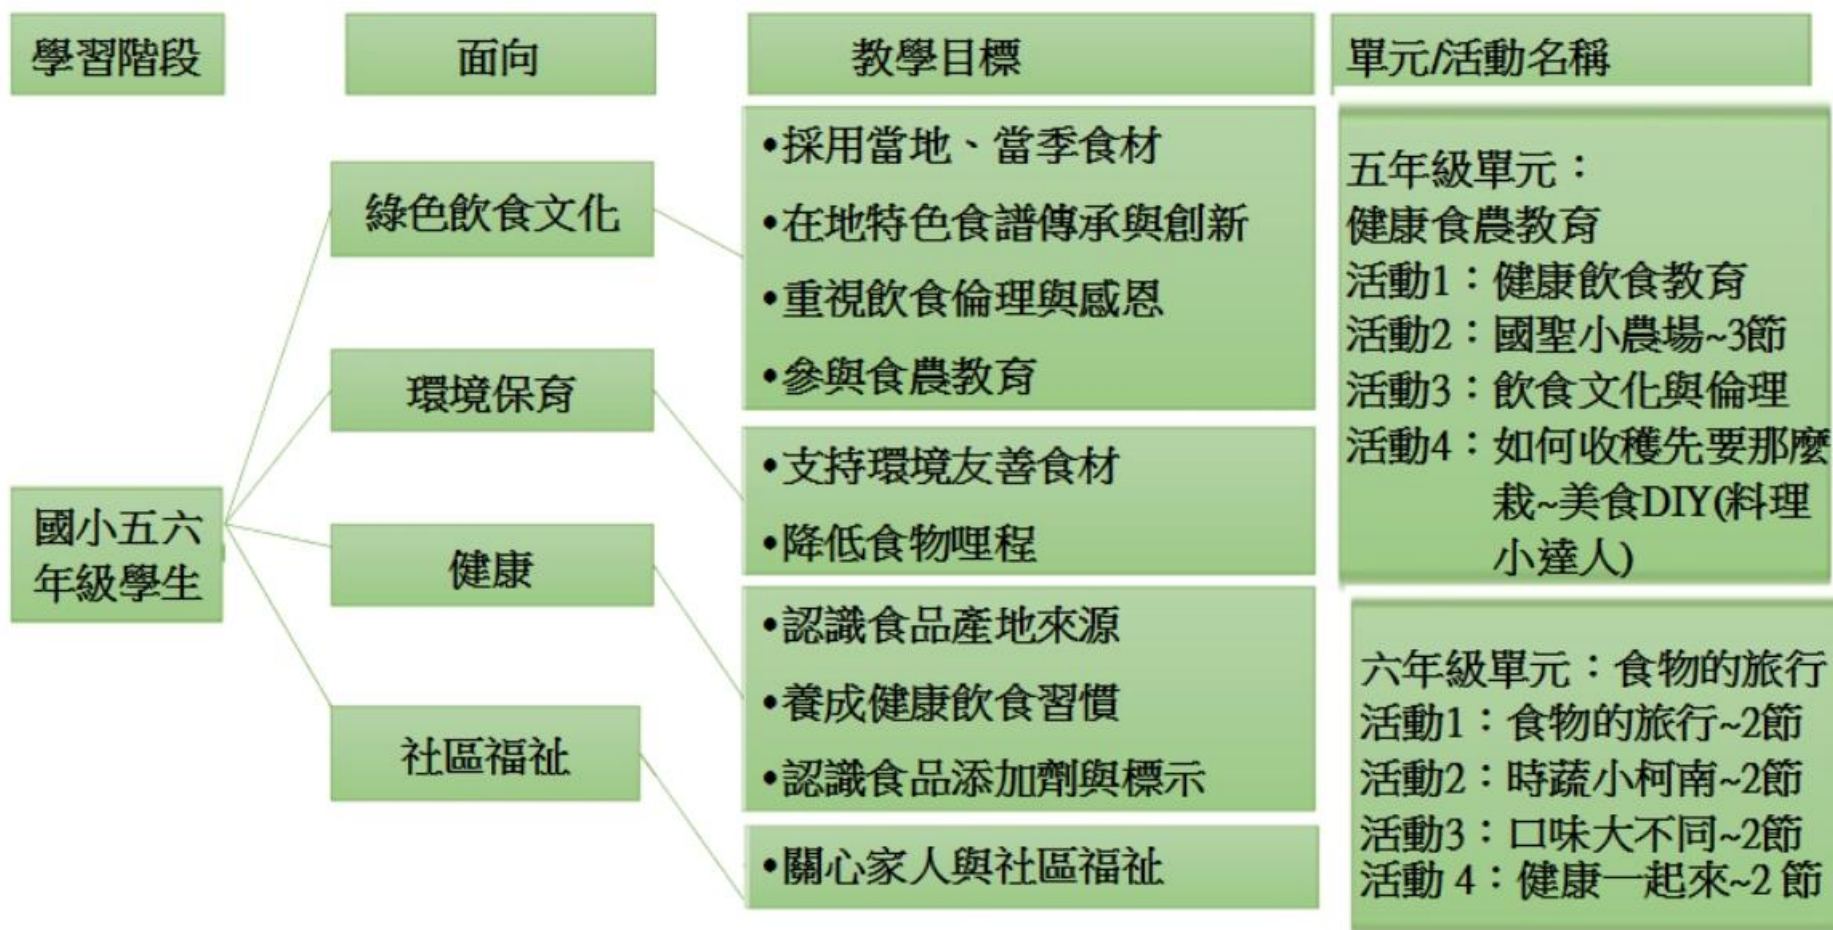 學習階段
面向
教學目標
單元/活動名稱
國小五六
年級學生
綠色飲食文化
環境保育
健康
社區福祉
•採用當地、當季食材
•在地特色食譜傳承與創新
•重視飲食倫理與感恩
•參與食農教育
•支持環境友善食材
•降低食物哩程
•認識食品產地來源
•養成健康飲食習慣
•認識食品添加劑與標示
•關心家人與社區福祉
五年級單元：
健康食農教育
活動1：健康飲食教育
活動2：國聖小農場~3節
活動3：飲食文化與倫理
活動4：如何收穫先要那麼
栽~美食DIY(料理
小達人)
六年級單元：食物的旅行
活動1：食物的旅行~2節
活動2：時蔬小柯南~2節
活動3：口味大不同~2節
活動 4：健康一起來~2 節